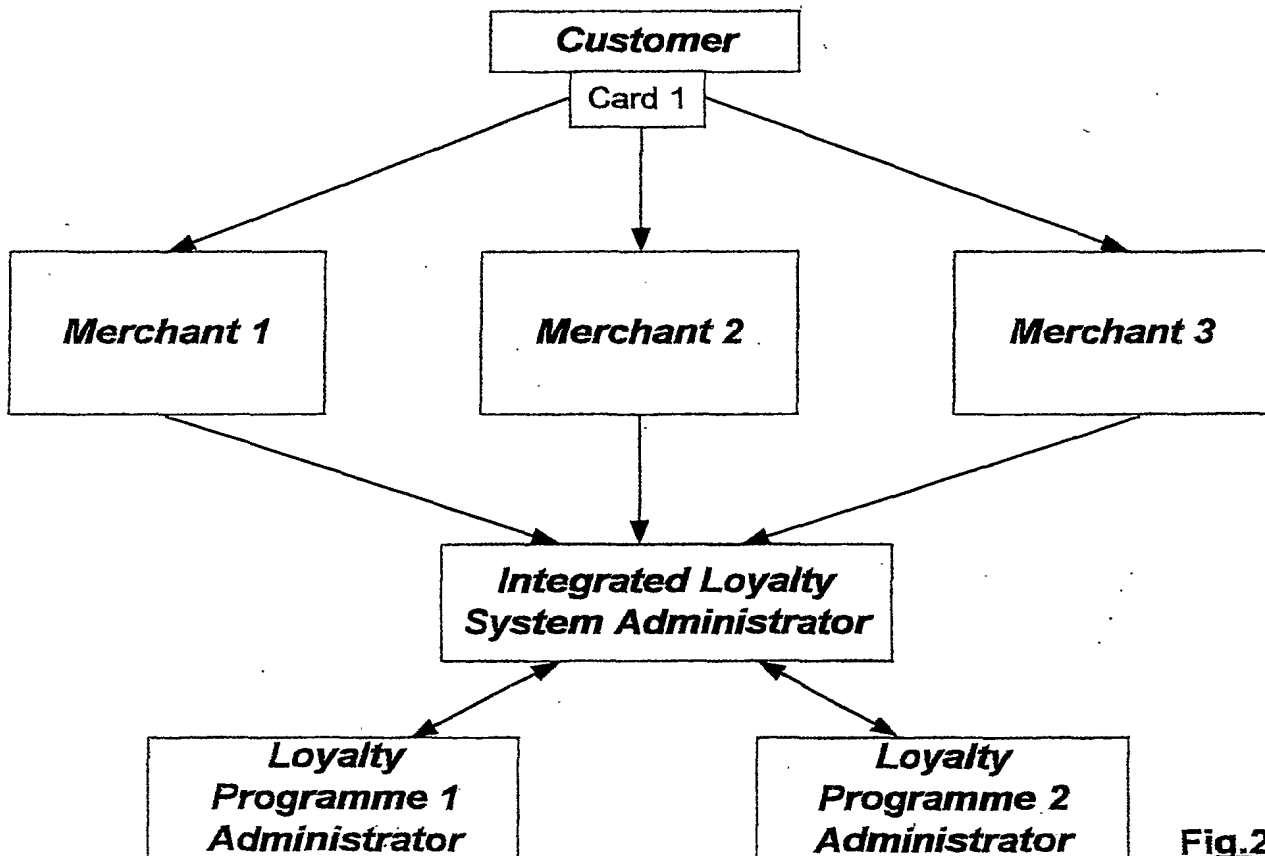 Customer
Card 1
Merchant 1
Merchant 2
Merchant 3
Integrated Loyalty
System Administrator
Loyalty
Programme 1
Administrator
Loyalty
Programme 2
Administrator
Fig.2